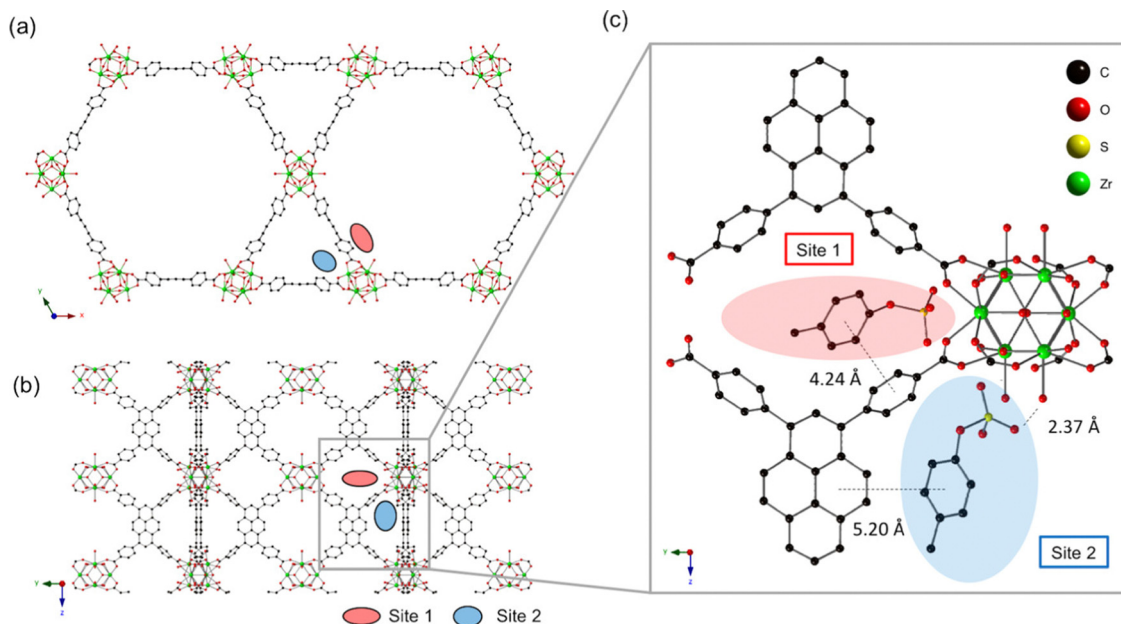 (a)
(c)
C
O
S
Zr
Site 1
y
x
4.24 Å
(b)
2.37 Å
5.20 Å
y
z
y
z
Site 2
Site 1
Site 2